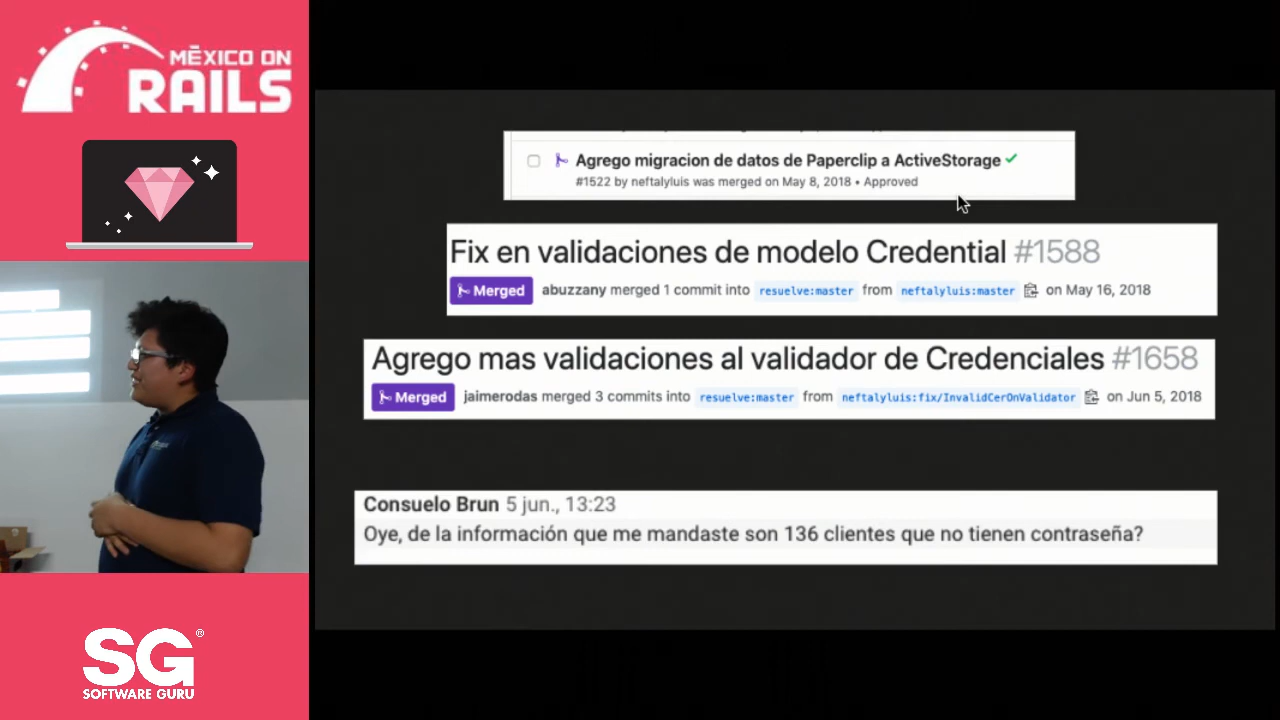 MĒXICO ON
RAILS
Agrego migracion de datos de Paperclip a ActiveStorage
#1522 by neftalyluis was merged on May 8, 2018 • Approved
Fix en validaciones de modelo Credential #1588
Merged abuzzany merged 1 commit into resuelve:master from neftalyluis:master on May 16, 2018
Agrego mas validaciones al validador de Credenciales #1658
Merged jaimerodas merged 3 commits into resuelve:master from neftalyluis:fix/InvalidCerOnValidator on Jun 5, 2018
Consuelo Brun 5 jun., 13:23
Oye, de la información que me mandaste son 136 clientes que no tienen contraseña?
SG®
SOFTWARE GURU